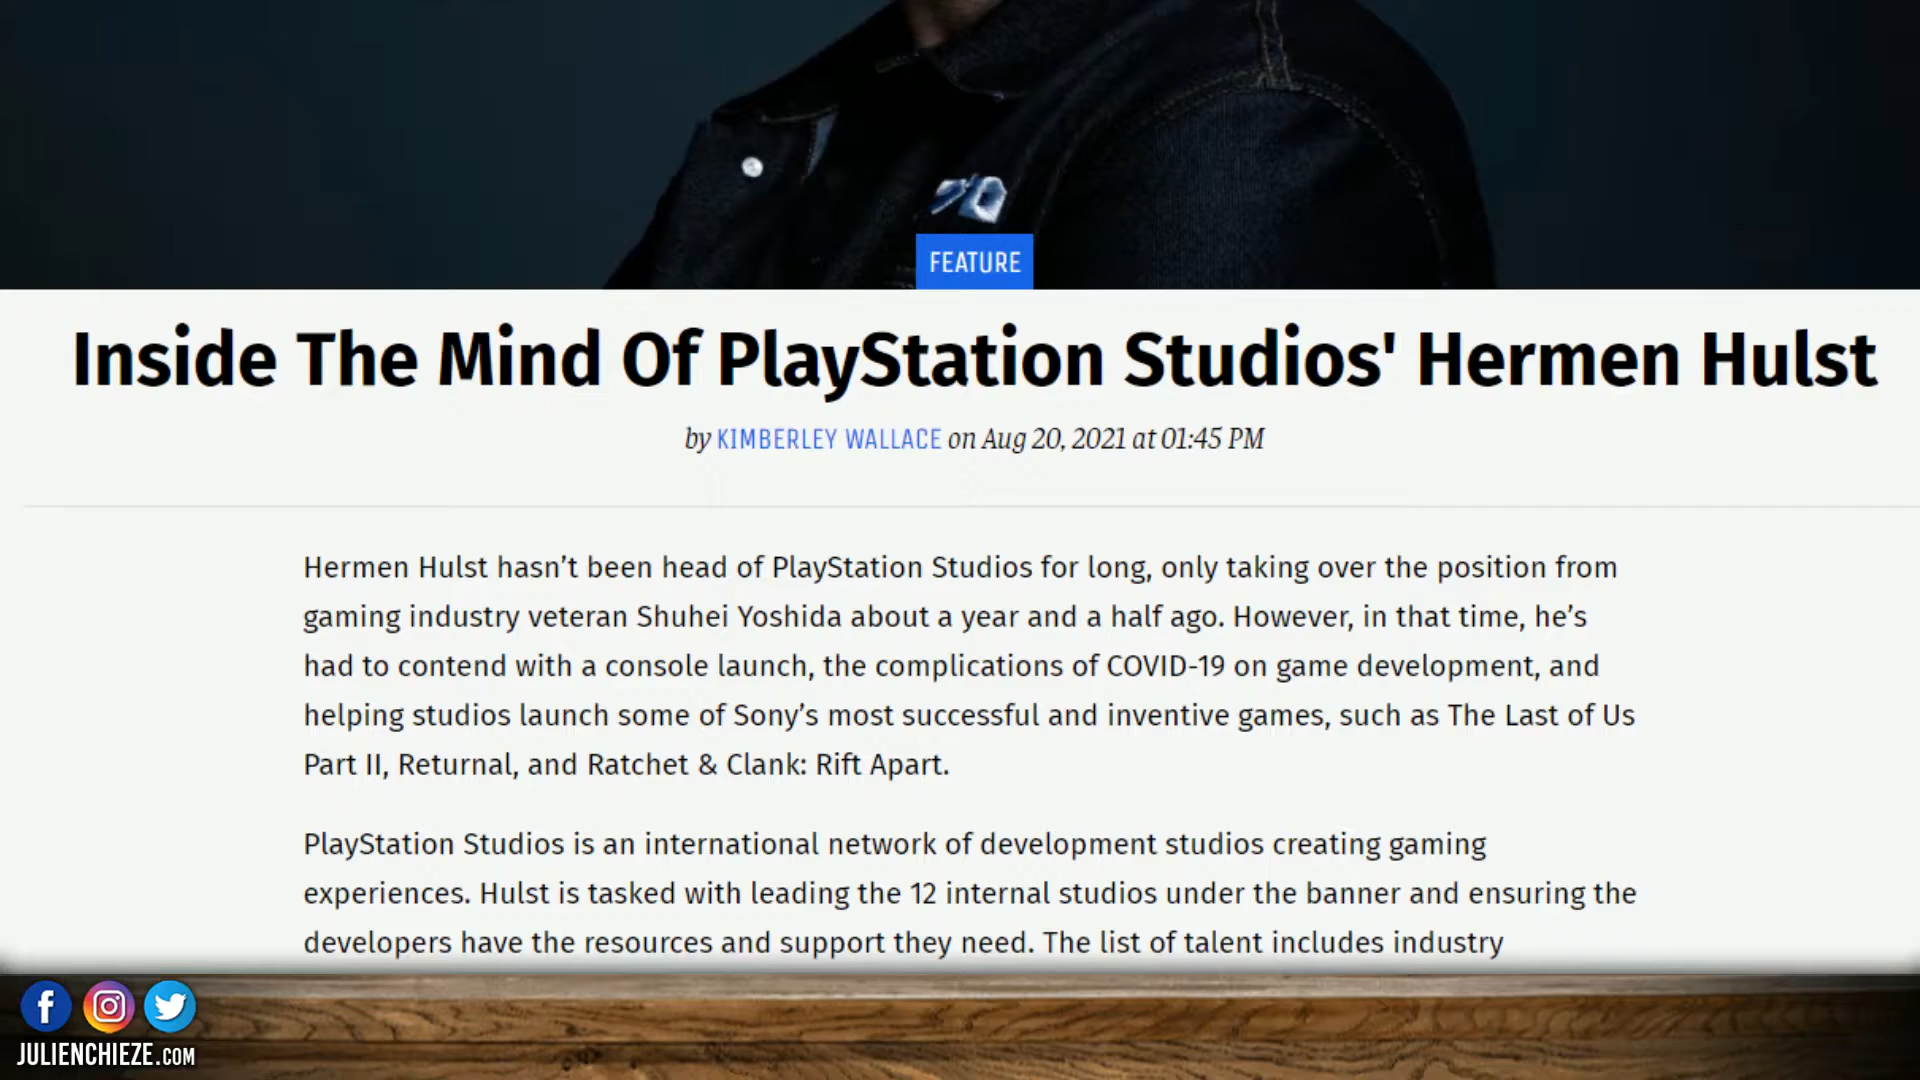 FEATURE
Inside The Mind Of PlayStation Studios' Hermen Hulst
by KIMBERLEY WALLACE on Aug 20, 2021 at 01:45 PM
Hermen Hulst hasn’t been head of PlayStation Studios for long, only taking over the position from
gaming industry veteran Shuhei Yoshida about a year and a half ago. However, in that time, he’s
had to contend with a console launch, the complications of COVID-19 on game development, and
helping studios launch some of Sony’s most successful and inventive games, such as The Last of Us
Part II, Returnal, and Ratchet & Clank: Rift Apart.
PlayStation Studios is an international network of development studios creating gaming
experiences. Hulst is tasked with leading the 12 internal studios under the banner and ensuring the
developers have the resources and support they need. The list of talent includes industry
JULIENCHIEZE.COM